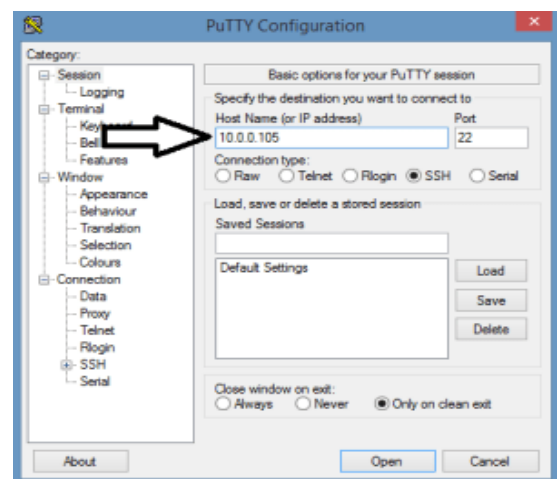 PuTTY Configuration
Category:
Session
Logging
Terminal
Keyboard
Bell
Features
Window
Appearance
Behaviour
Translation
Selection
Colours
Connection
Data
Proxy
Telnet
Rlogin
SSH
Serial
Basic options for your PuTTY session
Specify the destination you want to connect to
Host Name (or IP address) Port
10.0.0.105 22
Connection type:
Raw Telnet Rlogin SSH Serial
Load, save or delete a stored session
Saved Sessions
Default Settings
Load
Save
Delete
Close window on exit:
Always Never Only on clean exit
About Open Cancel